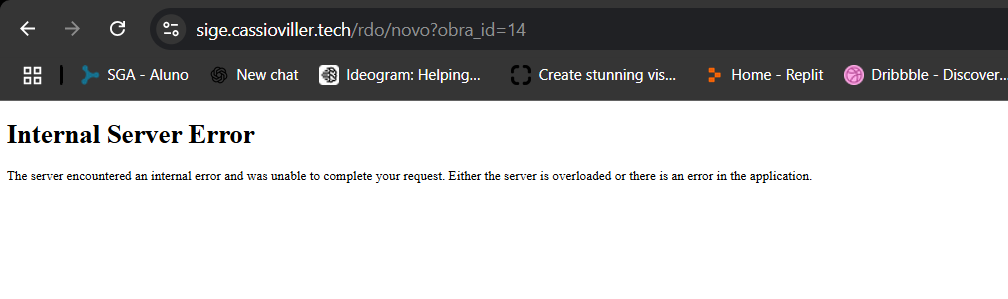 sige.cassioviller.tech/rdo/novo?obra_id=14
SGA - Aluno New chat Ideogram: Helping... Create stunning vis... Home - Replit Dribbble - Discover...
Internal Server Error
The server encountered an internal error and was unable to complete your request. Either the server is overloaded or there is an error in the application.